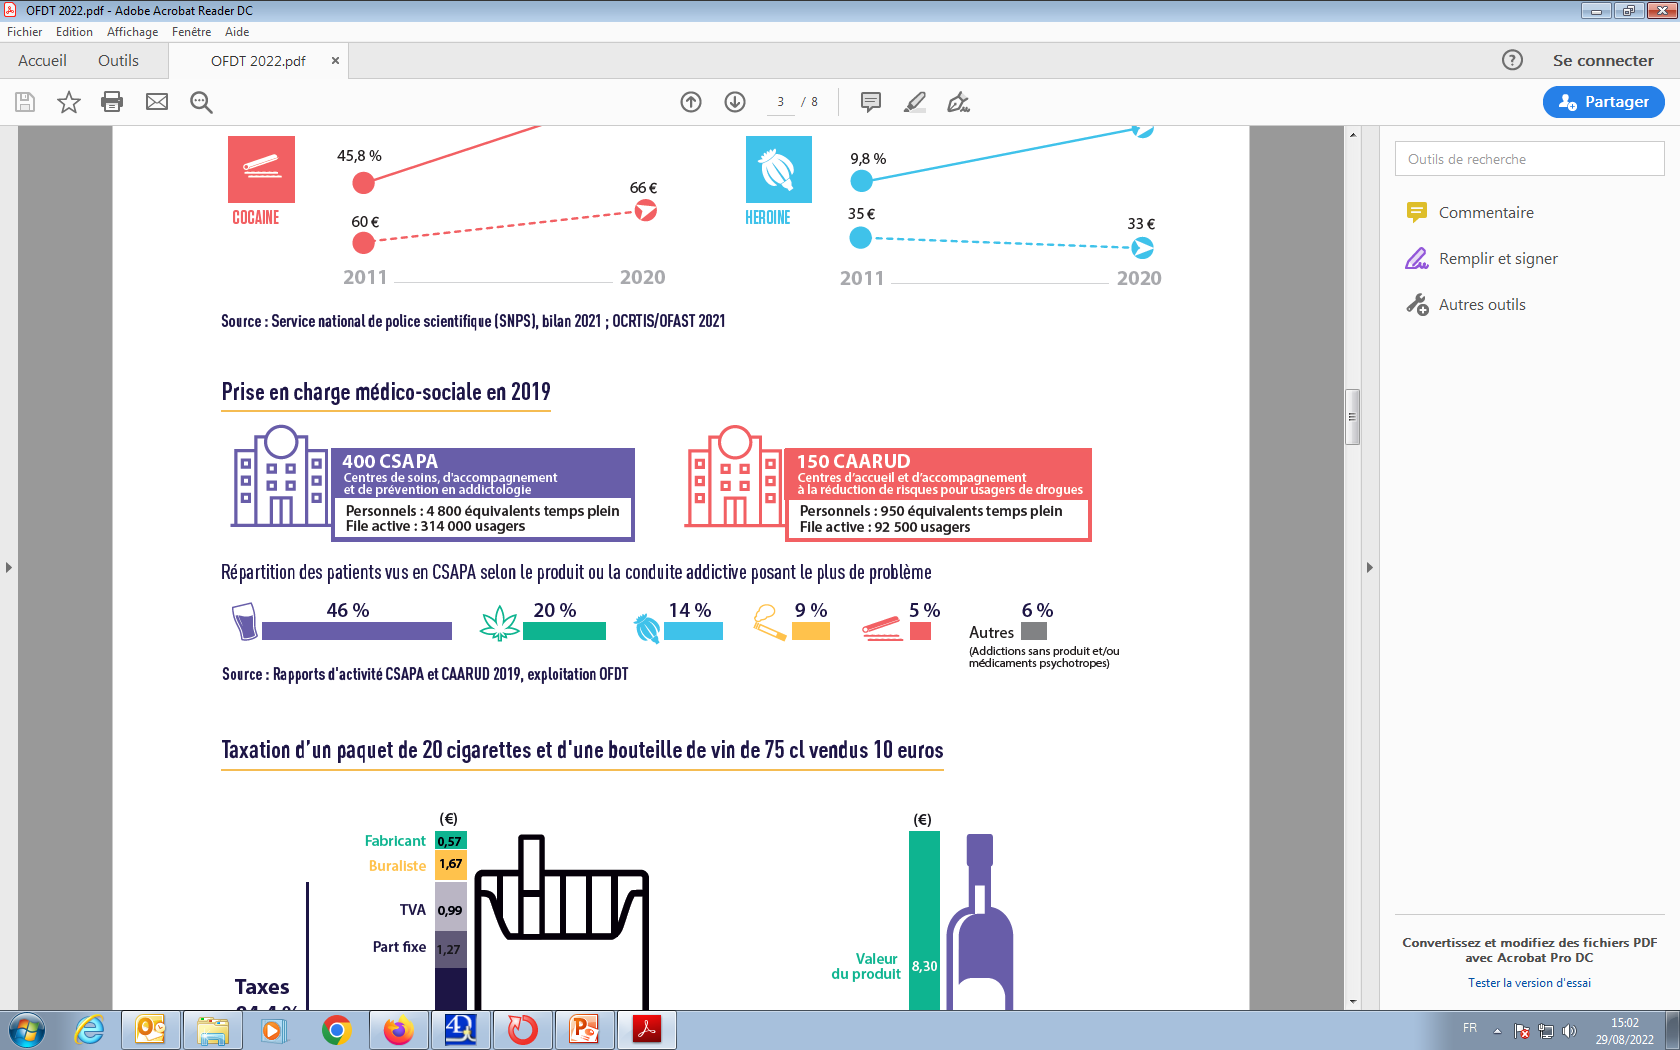 OFDT 2022.pdf - Adobe Acrobat Reader DC
Fichier Edition Affichage Fenêtre Aide
Accueil Outils OFDT 2022.pdf × ? Se connecter
3 / 8
Partager
Outils de recherche
Commentaire
Remplir et signer
Autres outils
Convertissez et modifiez des fichiers PDF
avec Acrobat Pro DC
Tester la version d'essai
COCAINE
45,8 %
60 €
66 €
2011 2020
HEROINE
9,8 %
35 €
33 €
2011 2020
Source : Service national de police scientifique (SNPS), bilan 2021 ; OCRTIS/OFAST 2021
Prise en charge médico-sociale en 2019
400 CSAPA
Centres de soins, d'accompagnement
et de prévention en addictologie
Personnels : 4 800 équivalents temps plein
File active : 314 000 usagers
150 CAARUD
Centres d'accueil et d'accompagnement
à la réduction de risques pour usagers de drogues
Personnels : 950 équivalents temps plein
File active : 92 500 usagers
Répartition des patients vus en CSAPA selon le produit ou la conduite addictive posant le plus de problème
46 % 20 % 14 % 9 % 5 % 6 %
Autres
(Addictions sans produit et/ou
médicaments psychotropes)
Source : Rapports d'activité CSAPA et CAARUD 2019, exploitation OFDT
Taxation d’un paquet de 20 cigarettes et d'une bouteille de vin de 75 cl vendus 10 euros
(€)
Fabricant 0,57
Buraliste 1,67
TVA 0,99
Part fixe 1,27
Taxes
(€)
Valeur
du produit 8,30
FR
15:02
29/08/2022